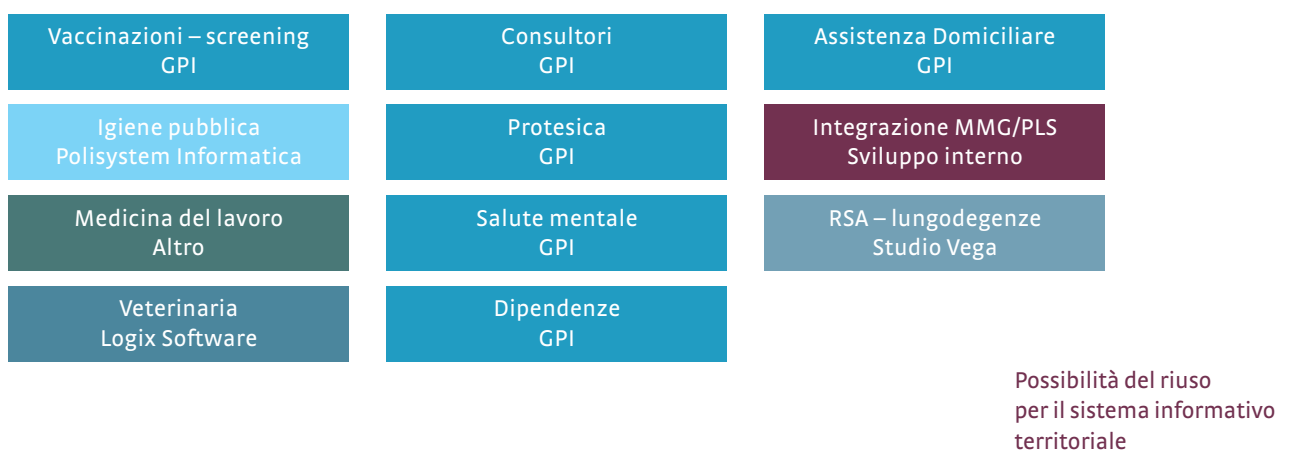 Vaccinazioni – screening
GPI
Consultori
GPI
Assistenza Domiciliare
GPI
Igiene pubblica
Polisystem Informatica
Protesica
GPI
Integrazione MMG/PLS
Sviluppo interno
Medicina del lavoro
Altro
Salute mentale
GPI
RSA – lungodegenze
Studio Vega
Veterinaria
Logix Software
Dipendenze
GPI
Possibilità del riuso
per il sistema informativo
territoriale